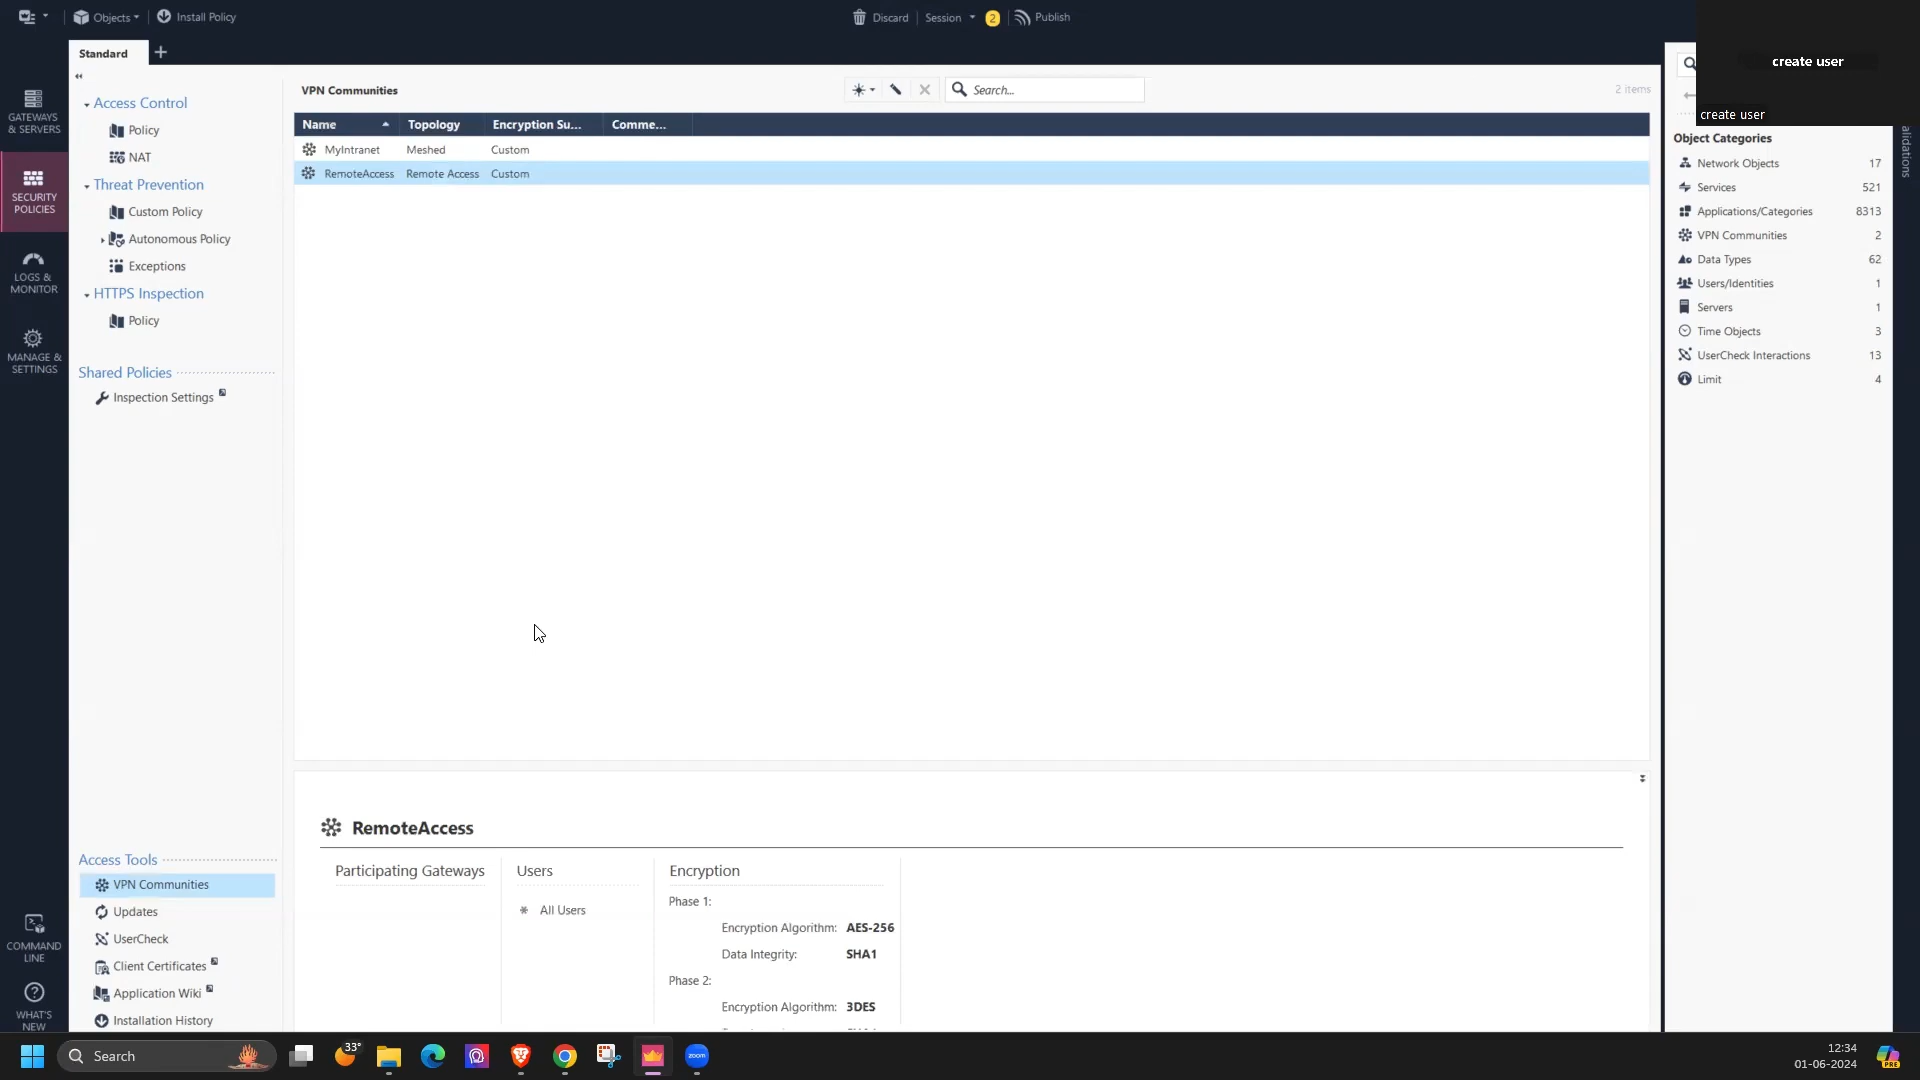 Objects
Install Policy
Discard
Session
2
Publish
create user
create user
Standard
GATEWAYS
& SERVERS
SECURITY
POLICIES
LOGS &
MONITOR
MANAGE &
SETTINGS
COMMAND
LINE
WHAT'S
NEW
Access Control
Policy
NAT
Threat Prevention
Custom Policy
Autonomous Policy
Exceptions
HTTPS Inspection
Policy
Shared Policies
Inspection Settings
Access Tools
VPN Communities
Updates
UserCheck
Client Certificates
Application Wiki
Installation History
VPN Communities
Search...
2 items
Name Topology Encryption Su... Comme...
MyIntranet Meshed Custom
RemoteAccess Remote Access Custom
RemoteAccess
Participating Gateways
Users
All Users
Encryption
Phase 1:
Encryption Algorithm: AES-256
Data Integrity: SHA1
Phase 2:
Encryption Algorithm: 3DES
Object Categories
Network Objects 17
Services 521
Applications/Categories 8313
VPN Communities 2
Data Types 62
Users/Identities 1
Servers 1
Time Objects 3
UserCheck Interactions 13
Limit 4
alidations
33°
Search
zoom
12:34
01-06-2024
PRE